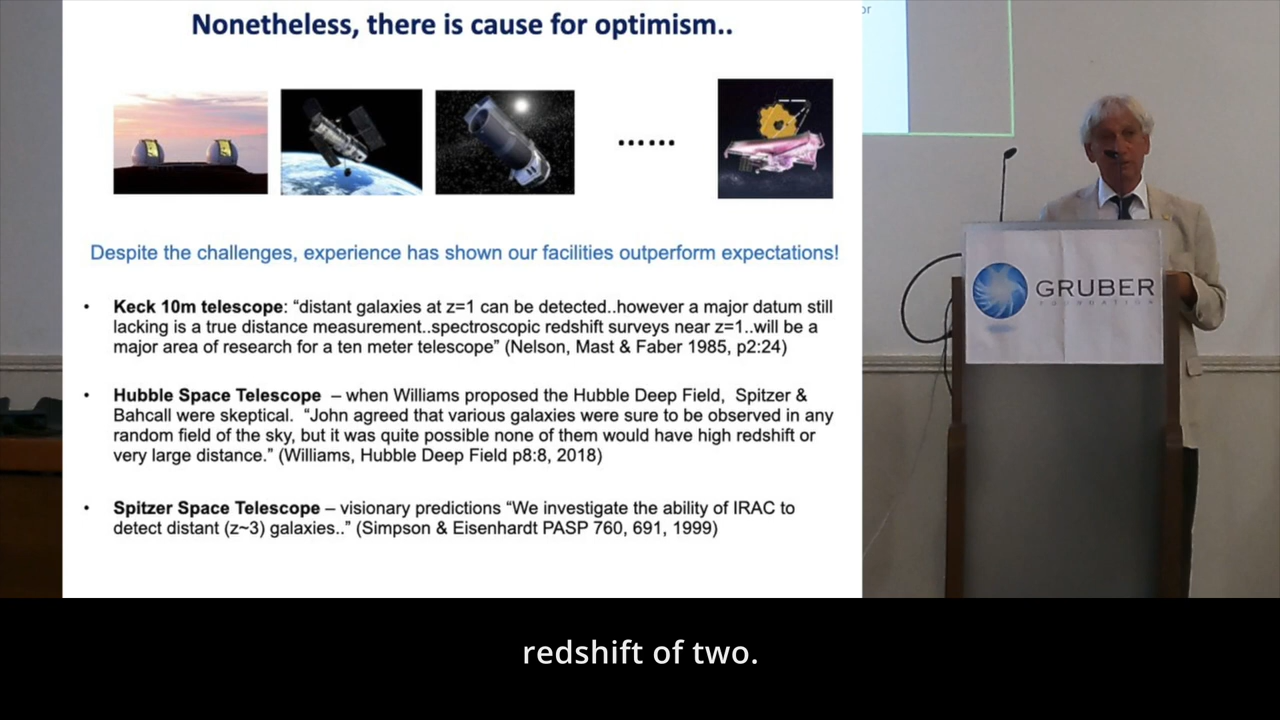 Nonetheless, there is cause for optimism..
or
......
Despite the challenges, experience has shown our facilities outperform expectations!
• Keck 10m telescope: “distant galaxies at z=1 can be detected..however a major datum still
lacking is a true distance measurement..spectroscopic redshift surveys near z=1..will be a
major area of research for a ten meter telescope” (Nelson, Mast & Faber 1985, p2:24)
• Hubble Space Telescope – when Williams proposed the Hubble Deep Field, Spitzer &
Bahcall were skeptical. “John agreed that various galaxies were sure to be observed in any
random field of the sky, but it was quite possible none of them would have high redshift or
very large distance.” (Williams, Hubble Deep Field p8:8, 2018)
• Spitzer Space Telescope – visionary predictions “We investigate the ability of IRAC to
detect distant (z~3) galaxies..” (Simpson & Eisenhardt PASP 760, 691, 1999)
GRUBER
FOUNDATION
redshift of two.